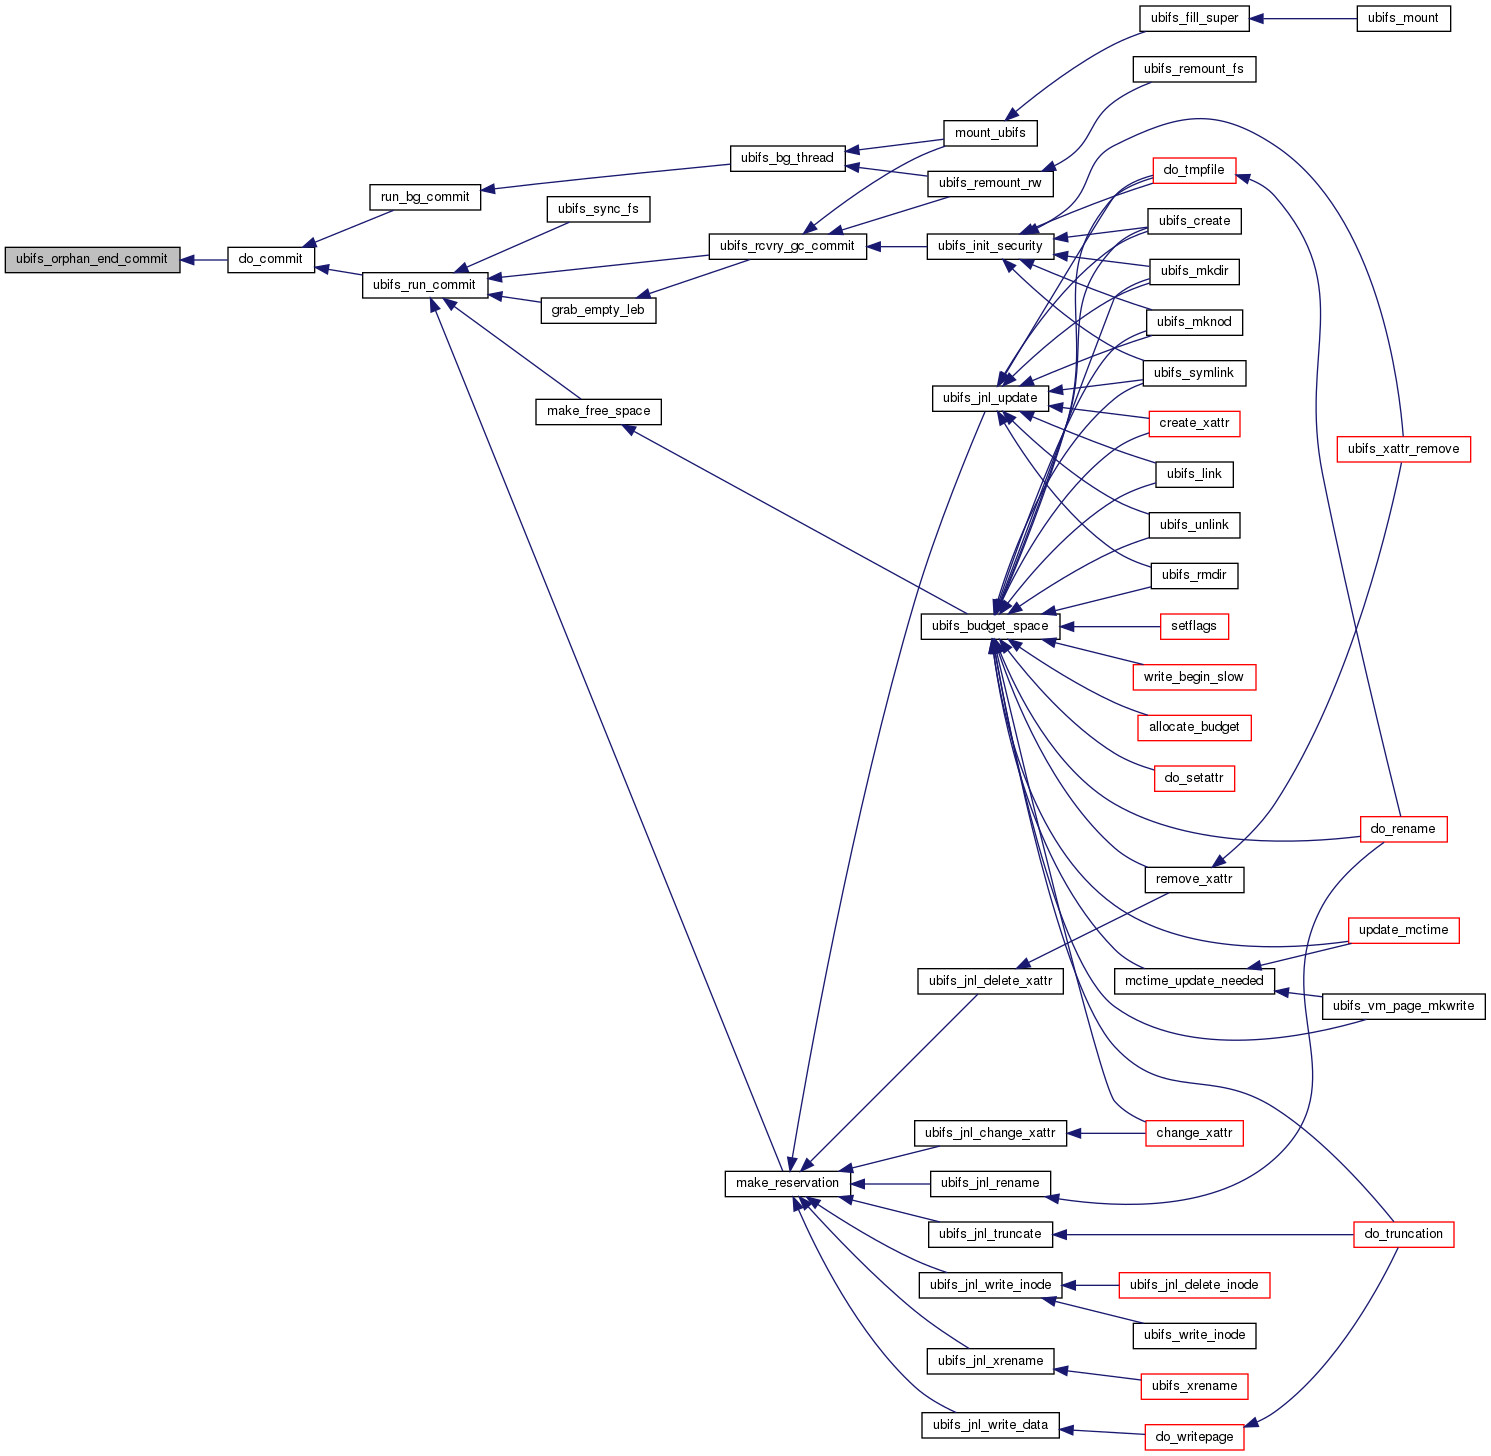 ubifs_fill_super
ubifs_mount
ubifs_remount_fs
mount_ubifs
ubifs_bg_thread
do_tmpfile
ubifs_remount_rw
run_bg_commit
ubifs_sync_fs
ubifs_create
ubifs_rcvry_gc_commit
ubifs_init_security
ubifs_orphan_end_commit
do_commit
ubifs_mkdir
ubifs_run_commit
grab_empty_leb
ubifs_mknod
ubifs_symlink
ubifs_jnl_update
make_free_space
create_xattr
ubifs_xattr_remove
ubifs_link
ubifs_unlink
ubifs_rmdir
ubifs_budget_space
setflags
write_begin_slow
allocate_budget
do_setattr
do_rename
remove_xattr
update_mctime
ubifs_jnl_delete_xattr
mctime_update_needed
ubifs_vm_page_mkwrite
ubifs_jnl_change_xattr
change_xattr
make_reservation
ubifs_jnl_rename
ubifs_jnl_truncate
do_truncation
ubifs_jnl_write_inode
ubifs_jnl_delete_inode
ubifs_write_inode
ubifs_jnl_xrename
ubifs_xrename
ubifs_jnl_write_data
do_writepage